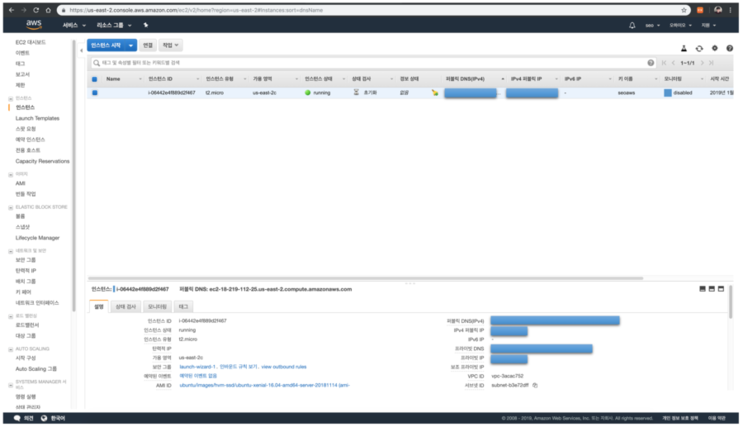 https://us-east-2.console.aws.amazon.com/ec2/v2/home?region=us-east-2#Instances:sort=dnsName
aws 서비스 리소스 그룹 seo 오하이오 지원
EC2 대시보드
이벤트
태그
보고서
제한
인스턴스
인스턴스
Launch Templates
스팟 요청
예약 인스턴스
전용 호스트
Capacity Reservations
이미지
AMI
번들 작업
ELASTIC BLOCK STORE
볼륨
스냅샷
Lifecycle Manager
네트워크 및 보안
보안 그룹
탄력적 IP
배치 그룹
키 페어
네트워크 인터페이스
로드 밸런싱
로드밸런서
대상 그룹
AUTO SCALING
시작 구성
Auto Scaling 그룹
SYSTEMS MANAGER 서비스
명령 실행
상태 관리자
인스턴스 시작 연결 작업
태그 및 속성별 필터 또는 키워드별 검색 1~1/1
Name 인스턴스 ID 인스턴스 유형 가용 영역 인스턴스 상태 상태 검사 경보 상태 퍼블릭 DNS(IPv4) IPv4 퍼블릭 IP IPv6 IP 키 이름 모니터링 시작 시간
i-06442e4f889d2f467 t2.micro us-east-2c running 초기화 없음 - seoaws disabled 2019년 1월
인스턴스: i-06442e4f889d2f467 퍼블릭 DNS: ec2-18-219-112-25.us-east-2.compute.amazonaws.com
설명 상태 검사 모니터링 태그
인스턴스 ID i-06442e4f889d2f467 퍼블릭 DNS(IPv4)
인스턴스 상태 running IPv4 퍼블릭 IP
인스턴스 유형 t2.micro IPv6 IP -
탄력적 IP 프라이빗 DNS
가용 영역 us-east-2c 프라이빗 IP
보안 그룹 launch-wizard-1. 인바운드 규칙 보기. view outbound rules 보조 프라이빗 IP
예약된 이벤트 예약된 이벤트 없음 VPC ID vpc-3acac752
AMI ID ubuntu/images/hvm-ssd/ubuntu-xenial-16.04-amd64-server-20181114 (ami- 서브넷 ID subnet-b3e72dff
의견 한국어 © 2008 - 2019, Amazon Web Services, Inc. 또는 계열사. All rights reserved. 개인 정보 보호 정책 이용 약관